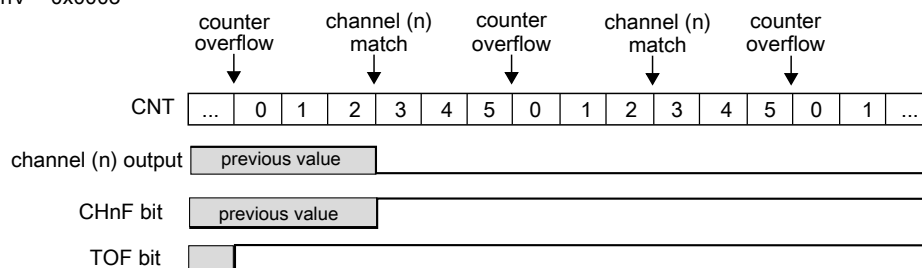 counter channel (n) counter channel (n) counter
overflow match overflow match overflow
CNT ... 0 1 2 3 4 5 0 1 2 3 4 5 0 1 ...
channel (n) output previous value
CHnF bit previous value
TOF bit